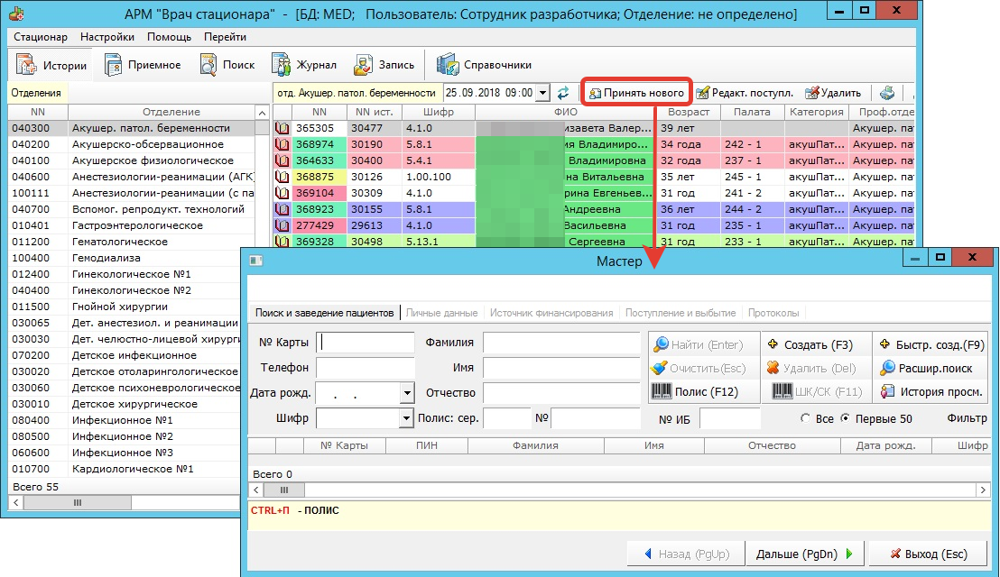 АРМ "Врач стационара" - [БД: MED; Пользователь: Сотрудник разработчика; Отделение: не определено]
Стационар Настройки Помощь Перейти
Истории Приемное Поиск Журнал Запись Справочники
Отделения
отд. Акушер. патол. беременности 25.09.2018 09:00 Принять нового Редакт. поступл. Удалить
NN Отделение
040300 Акушер. патол. беременности
040200 Акушерско-обсервационное
040100 Акушерское физиологическое
040600 Анестезиологии-реанимации (АГК)
100111 Анестезиологии-реанимации (с па
040700 Вспомог. репродукт. технологий
010401 Гастроэнтерологическое
011200 Гематологическое
100400 Гемодиализа
012400 Гинекологическое №1
040400 Гинекологическое №2
011500 Гнойной хирургии
030065 Дет. анестезиол. и реанимации
030030 Дет. челюстно-лицевой хирурги
070200 Детское инфекционное
030020 Детское отоларингологическое
030060 Детское психоневрологическое
030010 Детское хирургическое
080400 Инфекционное №1
080500 Инфекционное №2
060600 Инфекционное №3
010700 Кардиологическое №1
Всего 55
NN NN ист. Шифр ФИО Возраст Палата Категория Проф.отде
365305 30477 4.1.0 изавета Валер... 39 лет Акушер. пат
368974 30190 5.8.1 ия Владимиро... 34 года 242 - 1 акушПат... Акушер. пат
364633 30400 5.4.1 Владимировна 32 года 237 - 1 акушПат... Акушер. пат
368875 30126 1.00.100 на Витальевна 35 лет 245 - 1 акушПат... Акушер. пат
369104 30309 4.1.0 рина Евгеньев... 31 год 241 - 2 акушПат... Акушер. пат
368923 30155 5.8.1 Андреевна 36 лет 244 - 2 акушПат... Акушер. пат
277429 29613 4.1.0 Васильевна 31 год 235 - 1 акушПат... Акушер. пат
369328 30498 5.13.1 Сергеевна 31 год 233 - 1 акушПат... Акушер. пат
Мастер
Поиск и заведение пациентов Личные данные Источник финансирования Поступление и выбытие Протоколы
№ Карты Фамилия Найти (Enter) Создать (F3) Быстр. созд.(F9)
Телефон Имя Очистить(Esc) Удалить (Del) Расшир.поиск
Дата рожд. . . Отчество Полис (F12) ШК/СК (F11) История просм.
Шифр Полис: сер. № № ИБ Все Первые 50 Фильтр
№ Карты ПИН Фамилия Имя Отчество Дата рожд. Шифр
Всего 0
CTRL+П - ПОЛИС
Назад (PgUp) Дальше (PgDn) Выход (Esc)